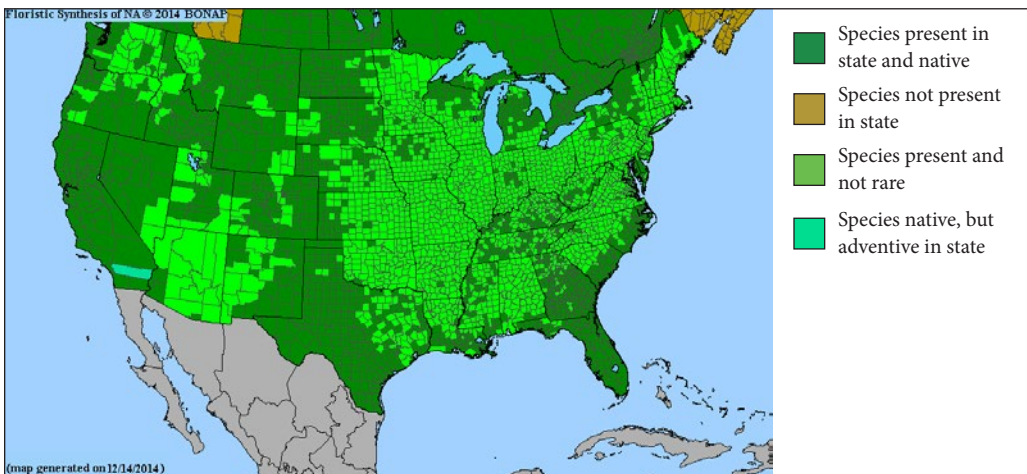 Floristic Synthesis of NA © 2014 BONAP
Species present in
state and native
Species not present
in state
Species present and
not rare
Species native, but
adventive in state
(map generated on 12/14/2014)